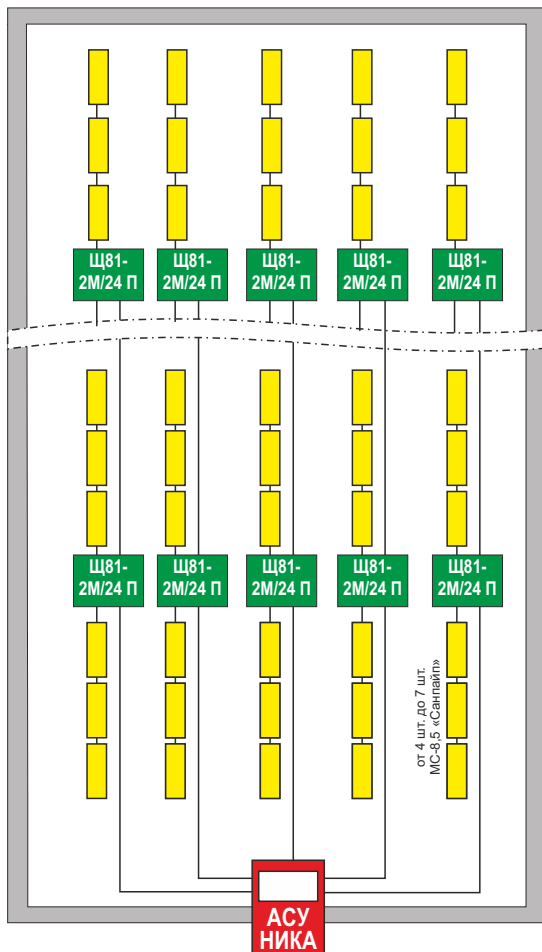 Щ81-
2М/24 П
Щ81-
2М/24 П
Щ81-
2М/24 П
Щ81-
2М/24 П
Щ81-
2М/24 П
Щ81-
2М/24 П
Щ81-
2М/24 П
Щ81-
2М/24 П
Щ81-
2М/24 П
Щ81-
2М/24 П
от 4 шт. до 7 шт.
МС-8,5 «Санпайп»
АСУ
НИКА